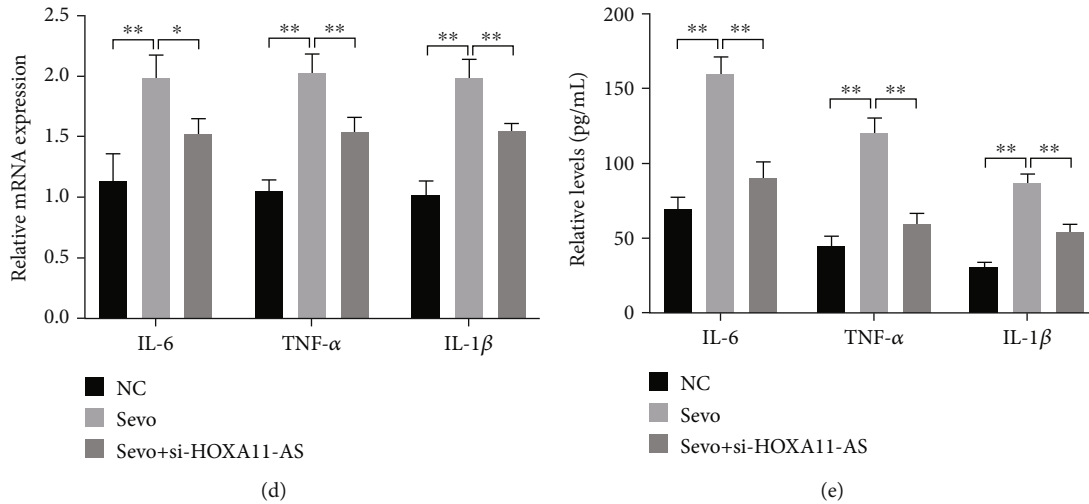 Relative mRNA expression
2.5
2.0
1.5
1.0
0.5
0.0
** *
** **
** **
IL-6 TNF-α IL-1β
NC
Sevo
Sevo+si-HOXA11-AS
(d)
Relative levels (pg/mL)
200
150
100
50
0
** **
** **
** **
IL-6 TNF-α IL-1β
NC
Sevo
Sevo+si-HOXA11-AS
(e)